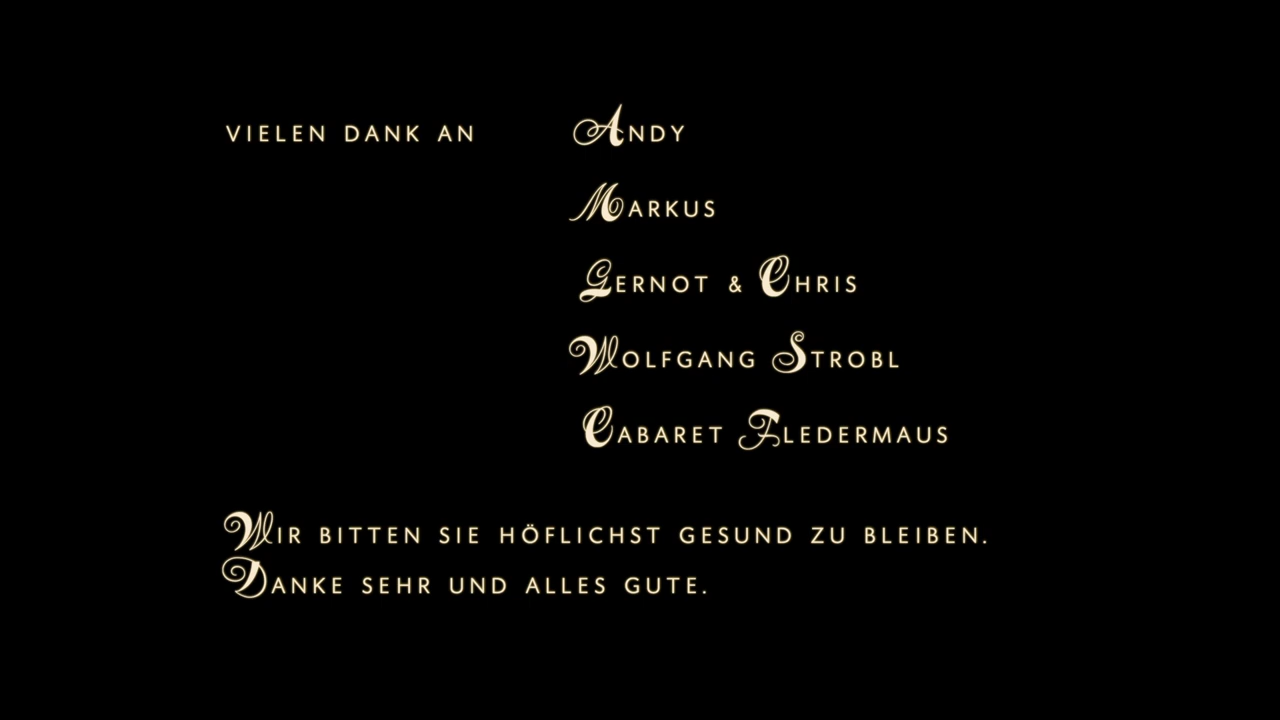 VIELEN DANK AN ANDY
MARKUS
GERNOT & CHRIS
WOLFGANG STROBL
CABARET FLEDERMAUS
WIR BITTEN SIE HÖFLICHST GESUND ZU BLEIBEN.
DANKE SEHR UND ALLES GUTE.